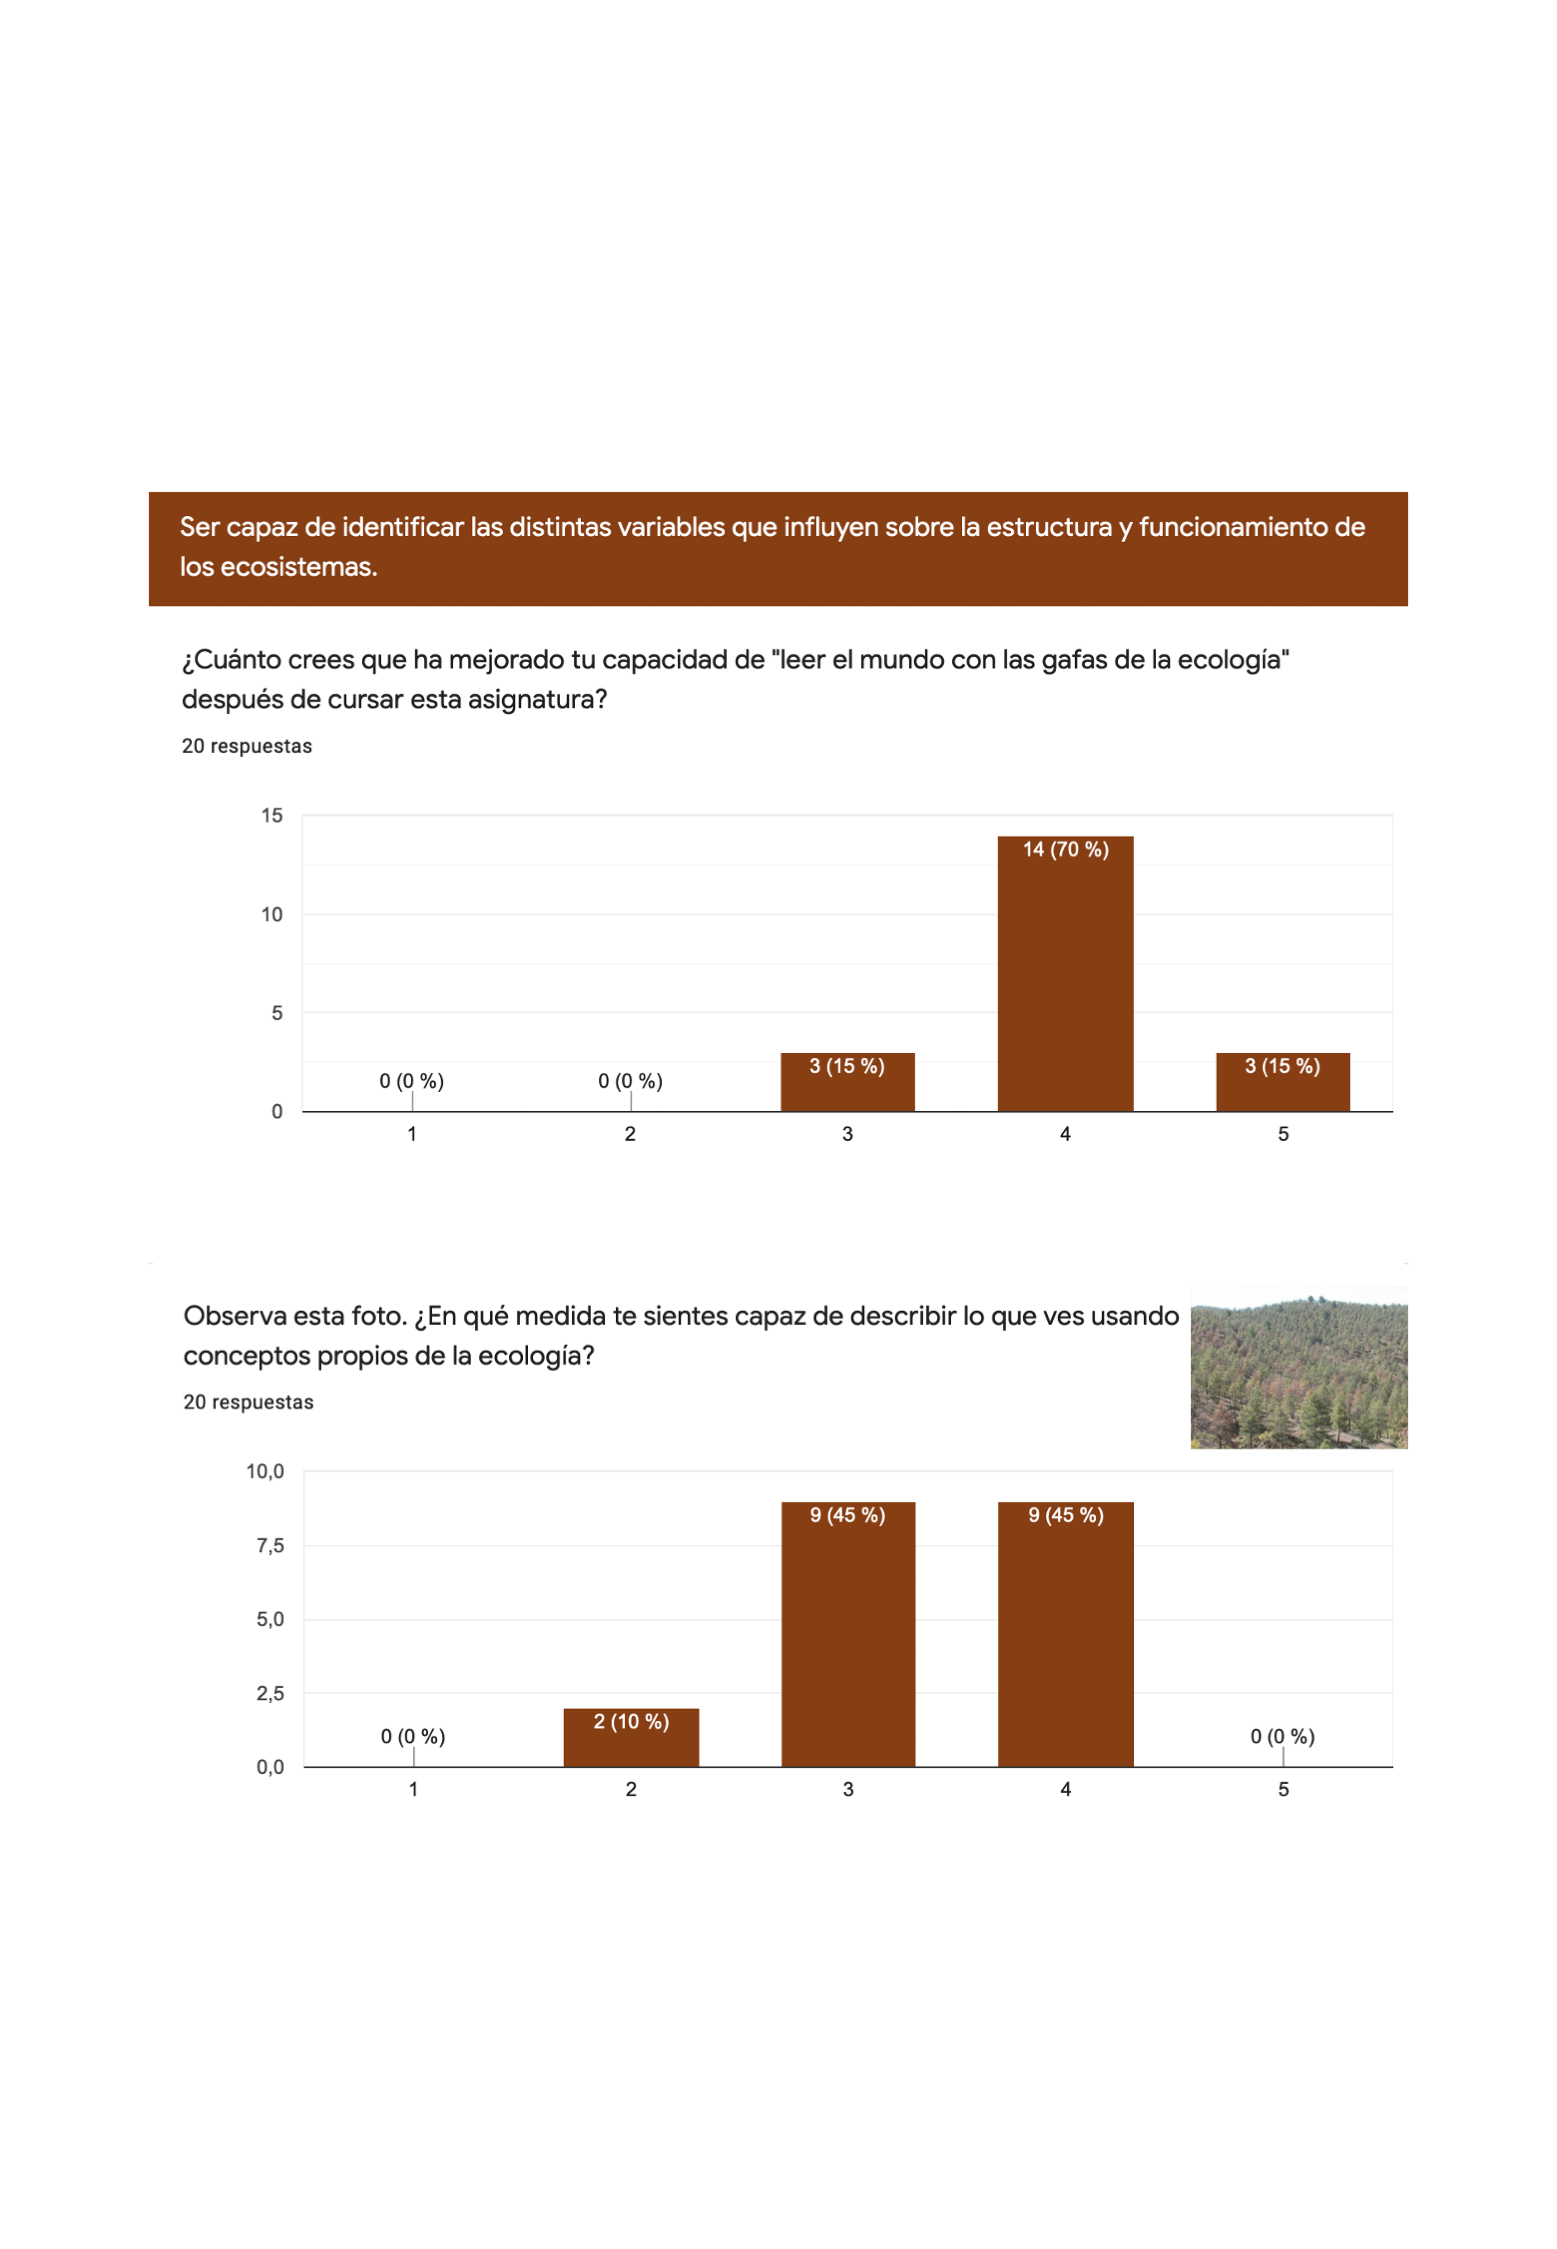 Ser capaz de identificar las distintas variables que influyen sobre la estructura y funcionamiento de
los ecosistemas.
¿Cuánto crees que ha mejorado tu capacidad de "leer el mundo con las gafas de la ecología"
después de cursar esta asignatura?
20 respuestas
15
10
5
0
0 (0 %)
0 (0 %)
3 (15 %)
14 (70 %)
3 (15 %)
1
2
3
4
5
Observa esta foto. ¿En qué medida te sientes capaz de describir lo que ves usando
conceptos propios de la ecología?
20 respuestas
10,0
7,5
5,0
2,5
0,0
0 (0 %)
2 (10 %)
9 (45 %)
9 (45 %)
0 (0 %)
1
2
3
4
5